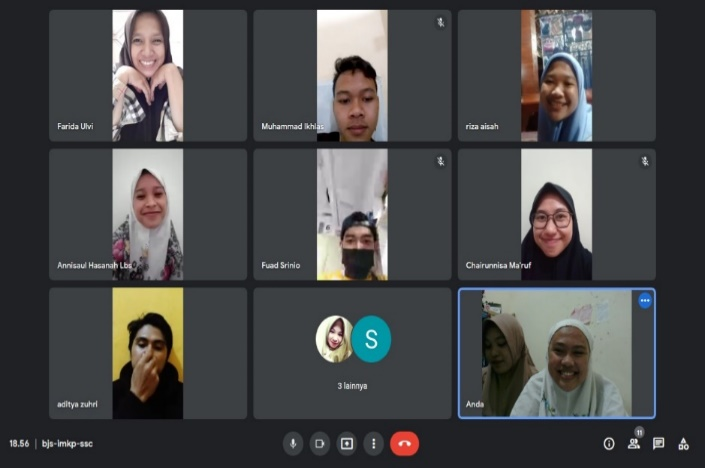 Farida Ulvi
Muhammad Ikhlas
riza aisah
Annisaul Hasanah Lbs
Fuad Srinio
Chairunnisa Ma'ruf
aditya zuhri
S
3 lainnya
Anda
18.56 | bjs-imkp-ssc
11